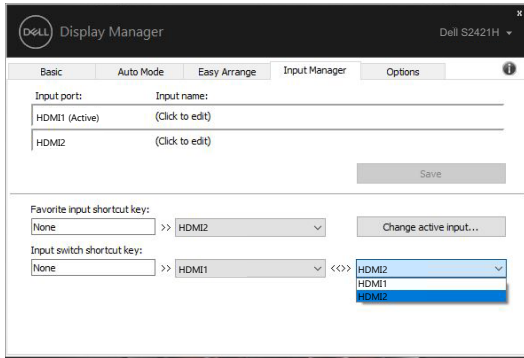 x
DELL Display Manager Dell S2421H
Basic Auto Mode Easy Arrange Input Manager Options i
Input port: Input name:
HDMI1 (Active) (Click to edit)
HDMI2 (Click to edit)
Save
Favorite input shortcut key:
None >> HDMI2 Change active input...
Input switch shortcut key:
None >> HDMI1 <<>> HDMI2
HDMI1
HDMI2